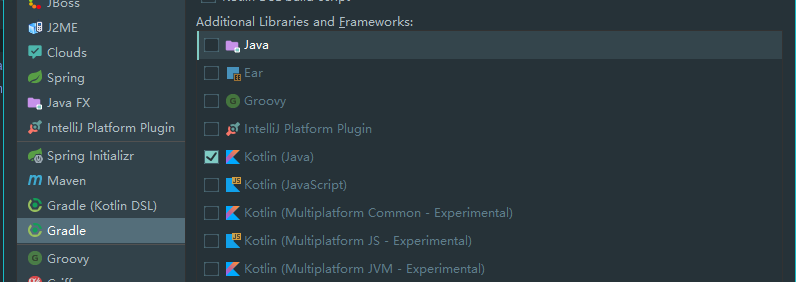 JBoss
J2ME
Clouds
Spring
Java FX
IntelliJ Platform Plugin
Spring Initializr
Maven
Gradle (Kotlin DSL)
Gradle
Groovy
Additional Libraries and Frameworks:
Java
Ear
Groovy
IntelliJ Platform Plugin
Kotlin (Java)
Kotlin (JavaScript)
Kotlin (Multiplatform Common - Experimental)
Kotlin (Multiplatform JS - Experimental)
Kotlin (Multiplatform JVM - Experimental)